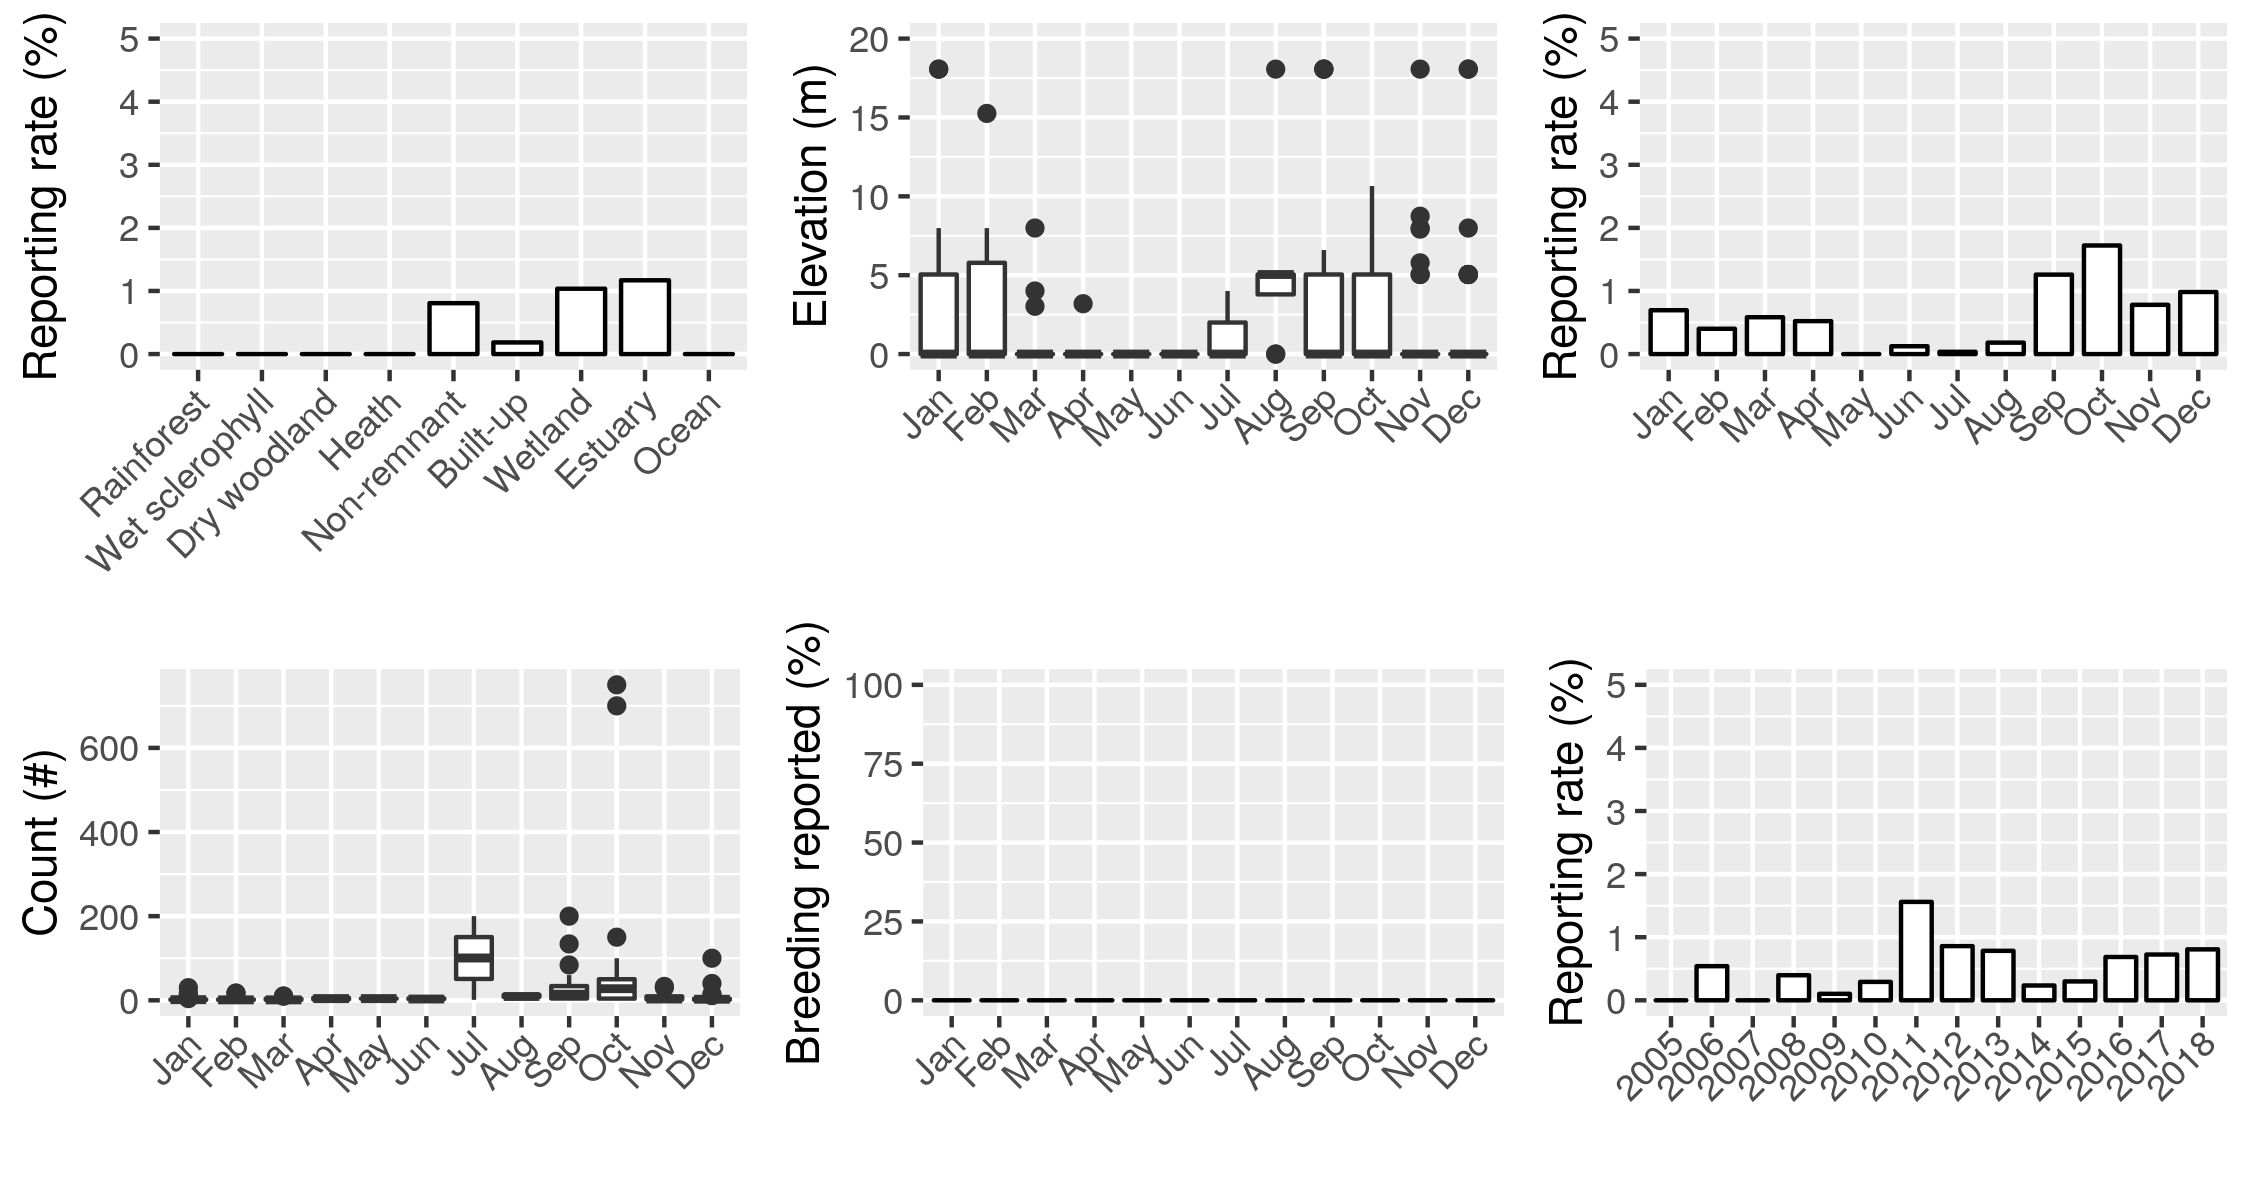 Reporting rate (%)
5
4
3
2
1
0
Rainforest
Wet sclerophyll
Dry woodland
Heath
Non-remnant
Built-up
Wetland
Estuary
Ocean
Elevation (m)
20
15
10
5
0
Jan
Feb
Mar
Apr
May
Jun
Jul
Aug
Sep
Oct
Nov
Dec
Reporting rate (%)
5
4
3
2
1
0
Jan
Feb
Mar
Apr
May
Jun
Jul
Aug
Sep
Oct
Nov
Dec
Count (#)
600
400
200
0
Jan
Feb
Mar
Apr
May
Jun
Jul
Aug
Sep
Oct
Nov
Dec
Breeding reported (%)
100
75
50
25
0
Jan
Feb
Mar
Apr
May
Jun
Jul
Aug
Sep
Oct
Nov
Dec
Reporting rate (%)
5
4
3
2
1
0
2005
2006
2007
2008
2009
2010
2011
2012
2013
2014
2015
2016
2017
2018